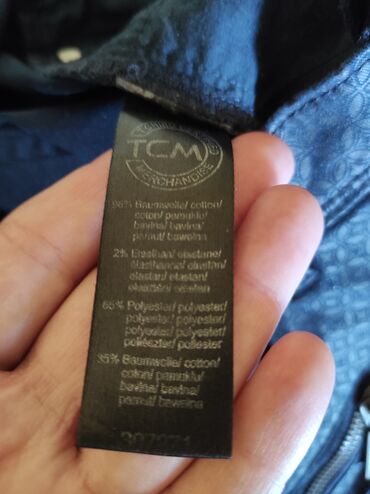 TCM
MERCHANDISE
98% Baumwolle/ cotton/
coton/ pamuklu/
bavlna/ bavlna/
pamut/ bawełna
2% Elasthan/ elastane/
élasthanne/ elastan/
elastan/ elastan/
elasztán/ elastan
65% Polyester/ polyester/
polyester/ polyester/
polyester/ polyester/
poliészter/ poliester
35% Baumwolle/ cotton/
coton/ pamuklu/
bavlna/ bavlna/
pamut/ bawełna